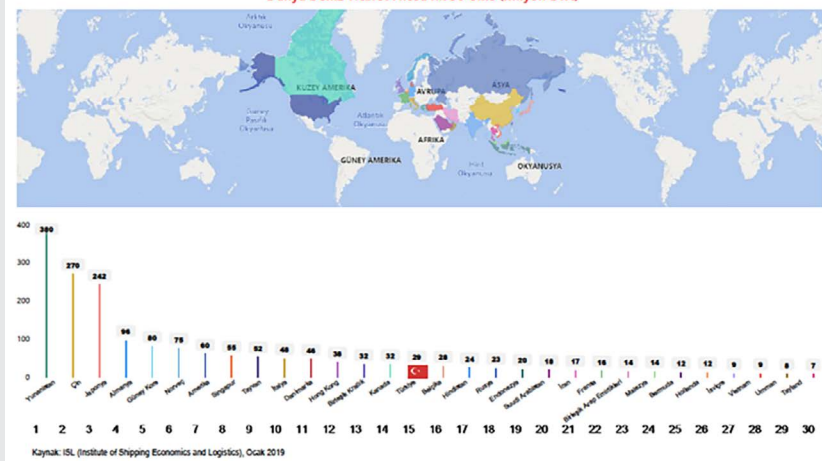 Arktik
Okyanusu
KUZEY AMERİKA
AVRUPA
ASYA
Guney
Pasifik
Okyanusu
Atlantik
Okyanusu
AFRİKA
GÜNEY AMERİKA
Hint
Okyanusu
OKYANUSYA
400
300
200
100
0
389 270 242 96 80 75 60 55 52 48 46 38 32 32 29 28 24 23 20 18 17 16 14 14 12 12 9 9 8 7
Yunanistan Çin Japonya Almanya Güney Kore Norveç Amerika Singapur Tayvan İtalya Danimarka Hong Kong Birleşik Krallık Kanada Türkiye Belçika Hindistan Rusya Endonezya Suudi Arabistan İran Fransa Birleşik Arap Emirlikleri Malezya Bermuda Hollanda İsviçre Vietnam Umman Tayland
1 2 3 4 5 6 7 8 9 10 11 12 13 14 15 16 17 18 19 20 21 22 23 24 25 26 27 28 29 30
Kaynak: ISL (Institute of Shipping Economics and Logistics), Ocak 2019